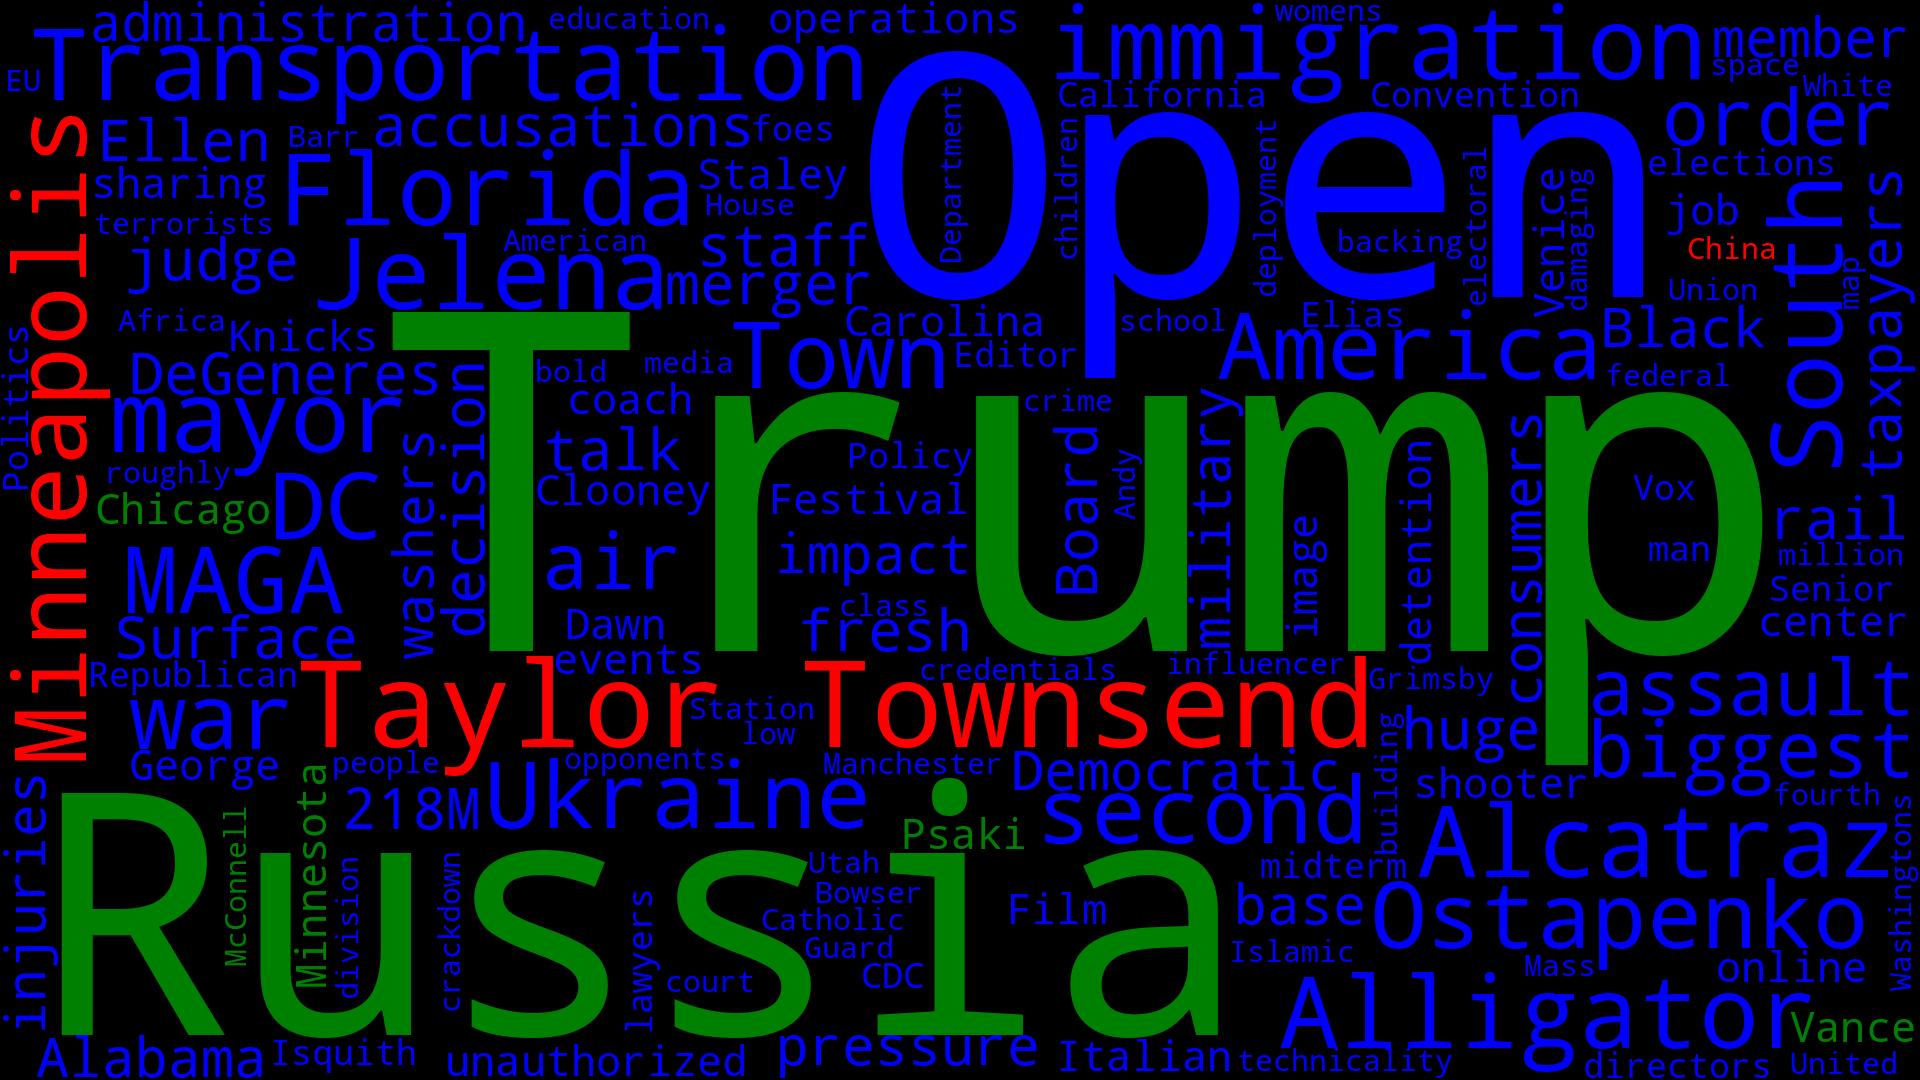 administration
education
operations
womens
immigration
member
Transportation
EU
space
White
California
Convention
Open
order
Department
Minneapolis
Ellen
Barr
accusations
foes
children
deployment
electoral
elections
Florida
Staley
sharing
House
Venice
damaging
job
South
taxpayers
terrorists
American
staff
backing
China
judge
Jelena
merger
Union
map
Africa
Knicks
Carolina
school
Elias
America
Black
Politics
DeGeneres
bold
media
Town
Editor
federal
Trump
mayor
decision
coach
crime
military
washers
talk
Policy
Board
Andy
detention
consumers
Vox
roughly
Clooney
Festival
Chicago
DC
rail
image
air
impact
man
million
MAGA
Senior
Surface
Dawn
class
fresh
center
events
Republican
Taylor Townsend
credentials
influencer
Grimsby
assault
war
Station
low
huge
biggest
building
George
people
opponents
Manchester
Democratic
shooter
injuries
Minnesota
218M
Ukraine
second
fourth
Psaki
Alcatraz
Washingtons
McConnell
Russia
division
crackdown
lawyers
Utah
midterm
Bowser
Film
base
Ostapenko
Catholic
Guard
Islamic
court
CDC
Mass
online
Alligator
Vance
Alabama
Isquith
unauthorized
pressure
Italian
technicality
directors
United